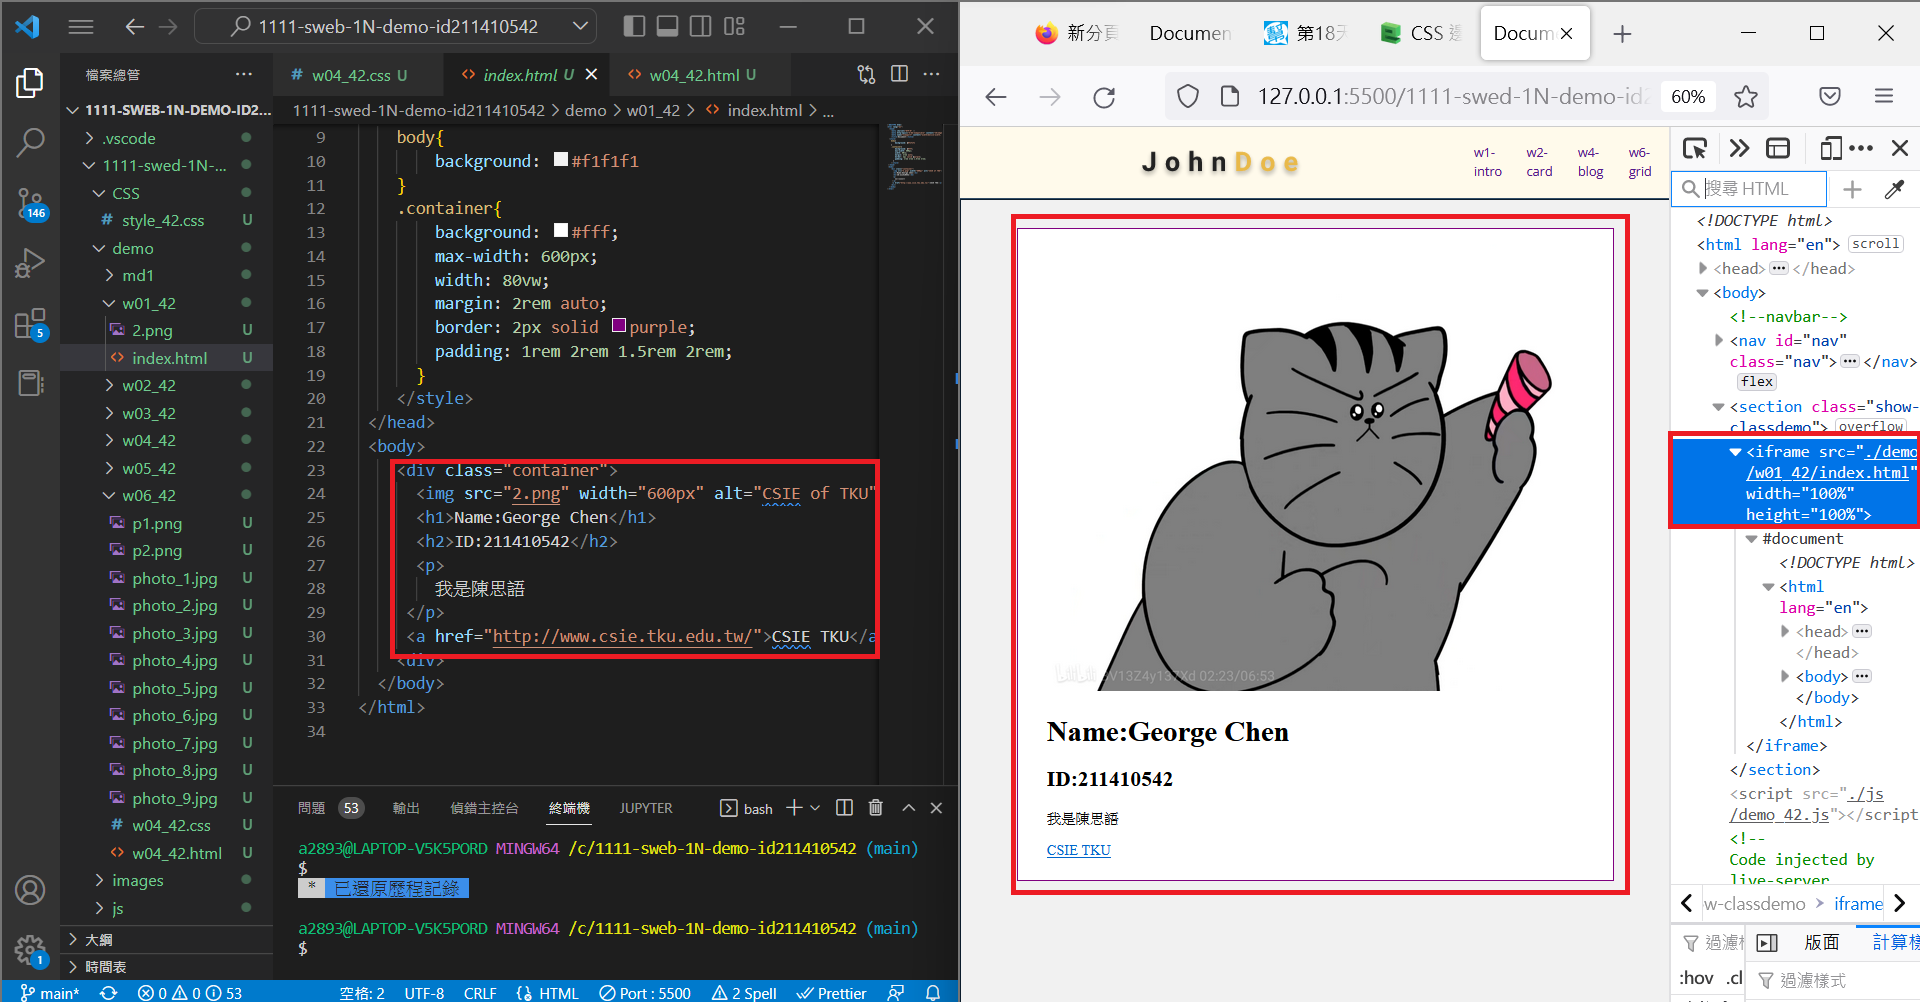 1111-sweb-1N-demo-id211410542
檔案總管
1111-SWEB-1N-DEMO-ID2...
.vscode
1111-swed-1N-...
CSS
# style_42.css U
demo
md1
w01_42
2.png U
index.html U
w02_42
w03_42
w04_42
w05_42
w06_42
p1.png U
p2.png U
photo_1.jpg U
photo_2.jpg U
photo_3.jpg U
photo_4.jpg U
photo_5.jpg U
photo_6.jpg U
photo_7.jpg U
photo_8.jpg U
photo_9.jpg U
# w04_42.css U
w04_42.html U
images
js
大綱
時間表
146
5
1
# w04_42.css U
index.html U
w04_42.html U
1111-swed-1N-demo-id211410542 > demo > w01_42 > index.html > ...
9 body{
10 background: #f1f1f1
11 }
12 .container{
13 background: #fff;
14 max-width: 600px;
15 width: 80vw;
16 margin: 2rem auto;
17 border: 2px solid purple;
18 padding: 1rem 2rem 1.5rem 2rem;
19 }
20 </style>
21 </head>
22 <body>
23 <div class="container">
24 <img src="2.png" width="600px" alt="CSIE of TKU"
25 <h1>Name:George Chen</h1>
26 <h2>ID:211410542</h2>
27 <p>
28 我是陳思語
29 </p>
30 <a href="http://www.csie.tku.edu.tw/">CSIE TKU</a
31 <div>
32 </body>
33 </html>
34
問題 53 輸出 偵錯主控台 終端機 JUPYTER bash
a2893@LAPTOP-V5K5PORD MINGW64 /c/1111-sweb-1N-demo-id211410542 (main)
$
* 已還原歷程記錄
a2893@LAPTOP-V5K5PORD MINGW64 /c/1111-sweb-1N-demo-id211410542 (main)
$
main* 0 0 53 空格: 2 UTF-8 CRLF HTML Port : 5500 2 Spell Prettier
新分頁 Documen 第18天 CSS Docum
127.0.0.1:5500/1111-swed-1N-demo-id2 60%
JohnDoe
w1-intro
w2-card
w4-blog
w6-grid
02:23/06:53
Name:George Chen
ID:211410542
我是陳思語
CSIE TKU
搜尋 HTML
<!DOCTYPE html>
<html lang="en"> scroll
<head> ··· </head>
<body>
<!--navbar-->
<nav id="nav"
class="nav"> ··· </nav>
flex
<section class="show-
classdemo"> overflow
<iframe src="./demo
/w01_42/index.html"
width="100%"
height="100%">
#document
<!DOCTYPE html>
<html
lang="en">
<head> ···
</head>
<body> ···
</body>
</html>
</iframe>
</section>
<script src="./js
/demo_42.js"></script
<!--
Code injected by
live-server
w-classdemo > iframe
過濾 版面 計算
:hov .cl 過濾樣式